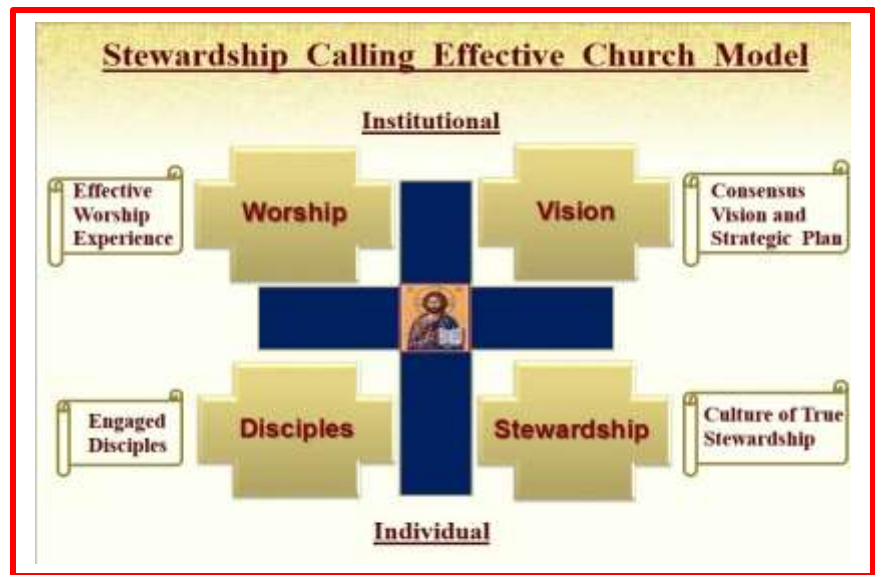 Stewardship Calling Effective Church Model
Institutional
Effective
Worship
Experience
Worship
Vision
Consensus
Vision and
Strategic Plan
Engaged
Disciples
Disciples
Stewardship
Culture of True
Stewardship
Individual